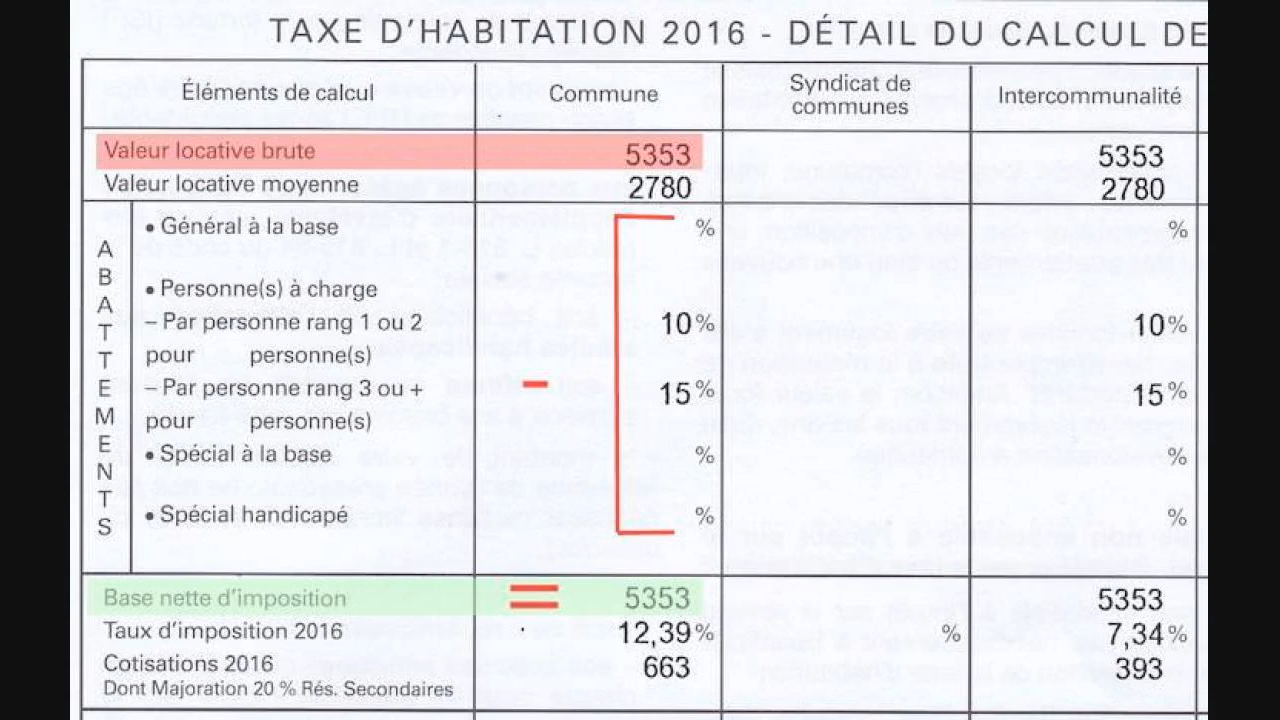 TAXE D'HABITATION 2016 - DÉTAIL DU CALCUL DE
Éléments de calcul Commune Syndicat de communes Intercommunalité
Valeur locative brute 5353 5353
Valeur locative moyenne 2780 2780
ABATTEMENTS
• Général à la base % %
• Personne(s) à charge
– Par personne rang 1 ou 2 10% 10%
pour personne(s)
– Par personne rang 3 ou + 15% 15%
pour personne(s)
• Spécial à la base % %
• Spécial handicapé % %
Base nette d'imposition 5353 5353
Taux d'imposition 2016 12,39% % 7,34%
Cotisations 2016 663 393
Dont Majoration 20 % Rés. Secondaires